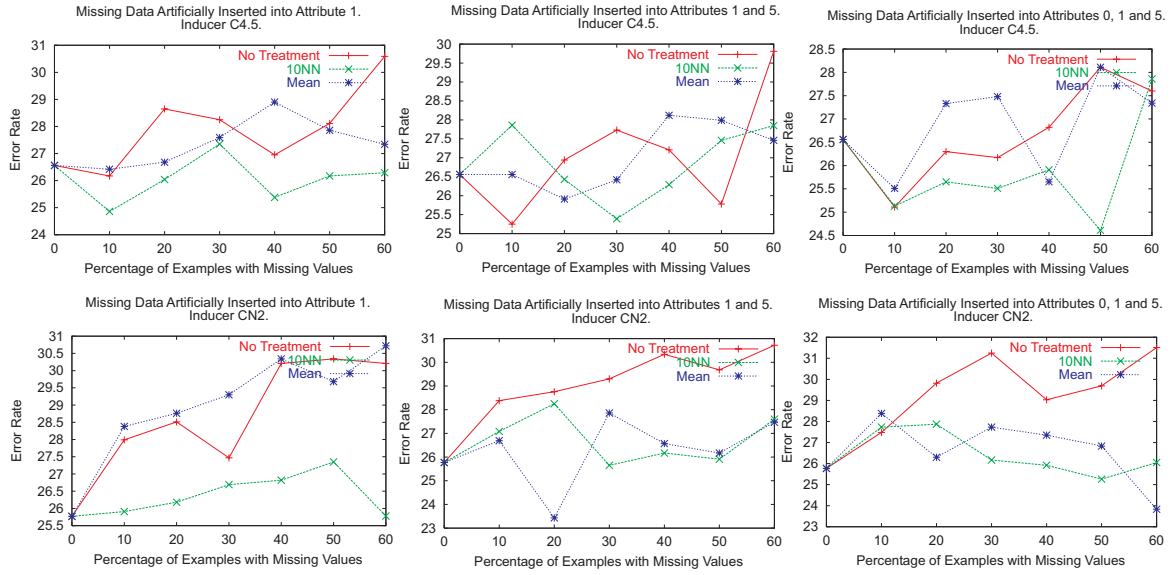 Missing Data Artificially Inserted into Attribute 1.
Inducer C4.5.
31
30
29
28
27
26
25
24
Error Rate
No Treatment
10NN
Mean
0 10 20 30 40 50 60
Percentage of Examples with Missing Values
Missing Data Artificially Inserted into Attributes 1 and 5.
Inducer C4.5.
30
29.5
29
28.5
28
27.5
27
26.5
26
25.5
25
Error Rate
No Treatment
10NN
Mean
0 10 20 30 40 50 60
Percentage of Examples with Missing Values
Missing Data Artificially Inserted into Attributes 0, 1 and 5.
Inducer C4.5.
28.5
28
27.5
27
26.5
26
25.5
25
24.5
Error Rate
No Treatment
10NN
Mean
0 10 20 30 40 50 60
Percentage of Examples with Missing Values
Missing Data Artificially Inserted into Attribute 1.
Inducer CN2.
31
30.5
30
29.5
29
28.5
28
27.5
27
26.5
26
25.5
Error Rate
No Treatment
10NN
Mean
0 10 20 30 40 50 60
Percentage of Examples with Missing Values
Missing Data Artificially Inserted into Attributes 1 and 5.
Inducer CN2.
31
30
29
28
27
26
25
24
23
Error Rate
No Treatment
10NN
Mean
0 10 20 30 40 50 60
Percentage of Examples with Missing Values
Missing Data Artificially Inserted into Attributes 0, 1 and 5.
Inducer CN2.
32
31
30
29
28
27
26
25
24
23
Error Rate
No Treatment
10NN
Mean
0 10 20 30 40 50 60
Percentage of Examples with Missing Values